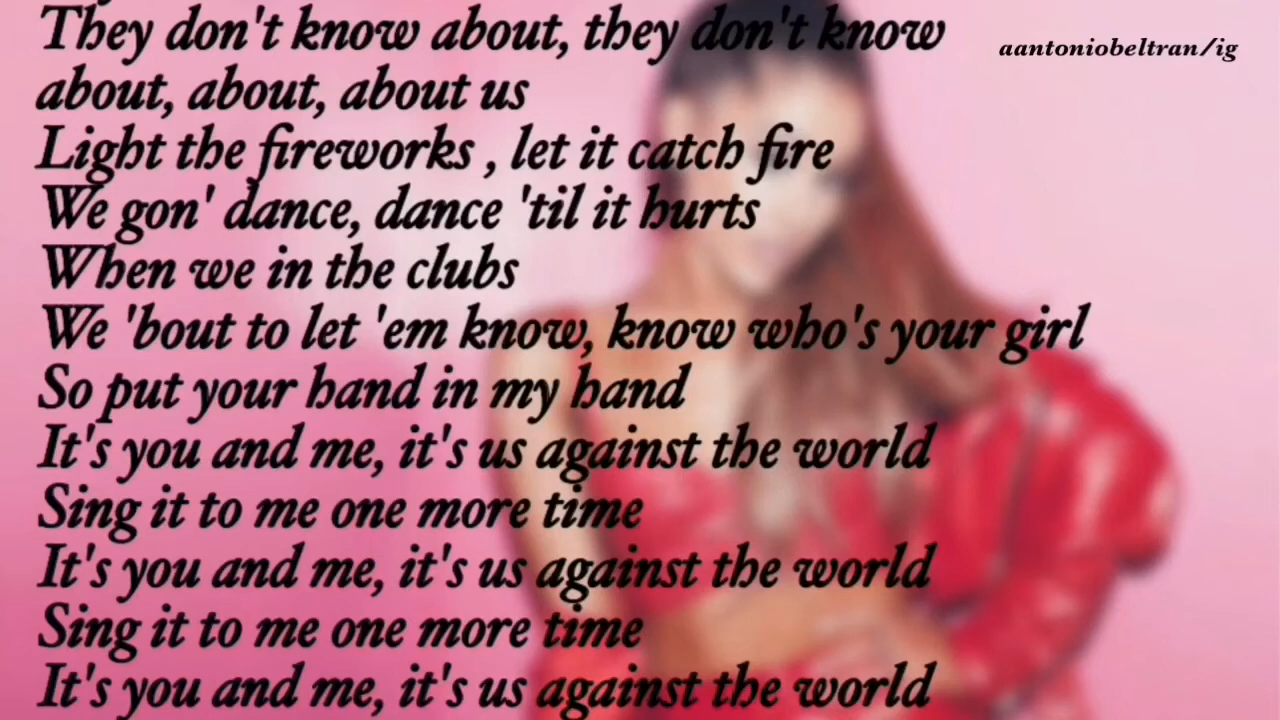 They don't know about, they don't know
aantoniobeltran/ig
about, about, about us
Light the fireworks , let it catch fire
We gon' dance, dance 'til it hurts
When we in the clubs
We 'bout to let 'em know, know who's your girl
So put your hand in my hand
It's you and me, it's us against the world
Sing it to me one more time
It's you and me, it's us against the world
Sing it to me one more time
It's you and me, it's us against the world